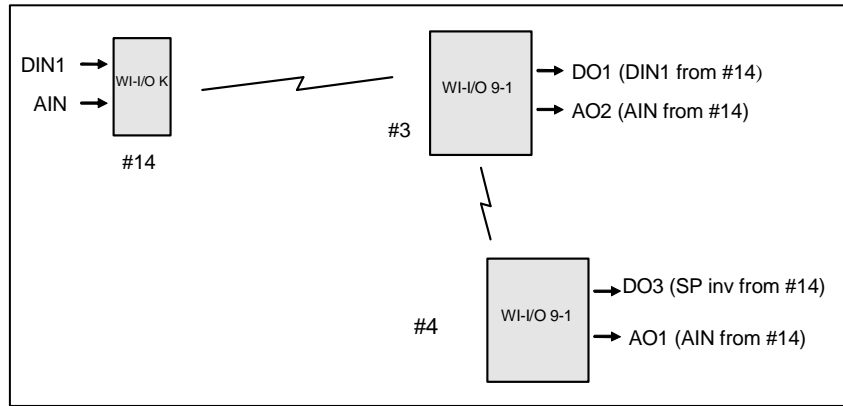 DIN1
AIN
WI-I/O K
#14
WI-I/O 9-1
#3
DO1 (DIN1 from #14)
AO2 (AIN from #14)
WI-I/O 9-1
#4
DO3 (SP inv from #14)
AO1 (AIN from #14)